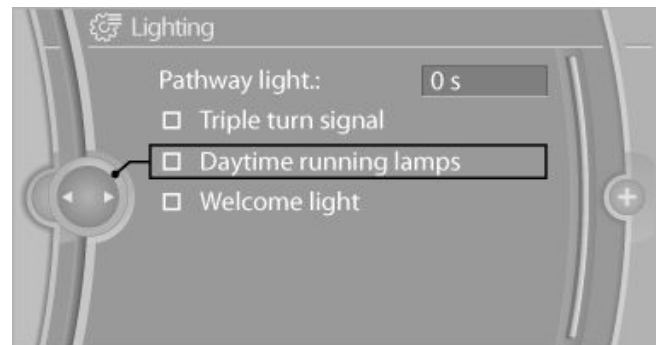 Lighting
Pathway light.: 0 s
Triple turn signal
Daytime running lamps
Welcome light